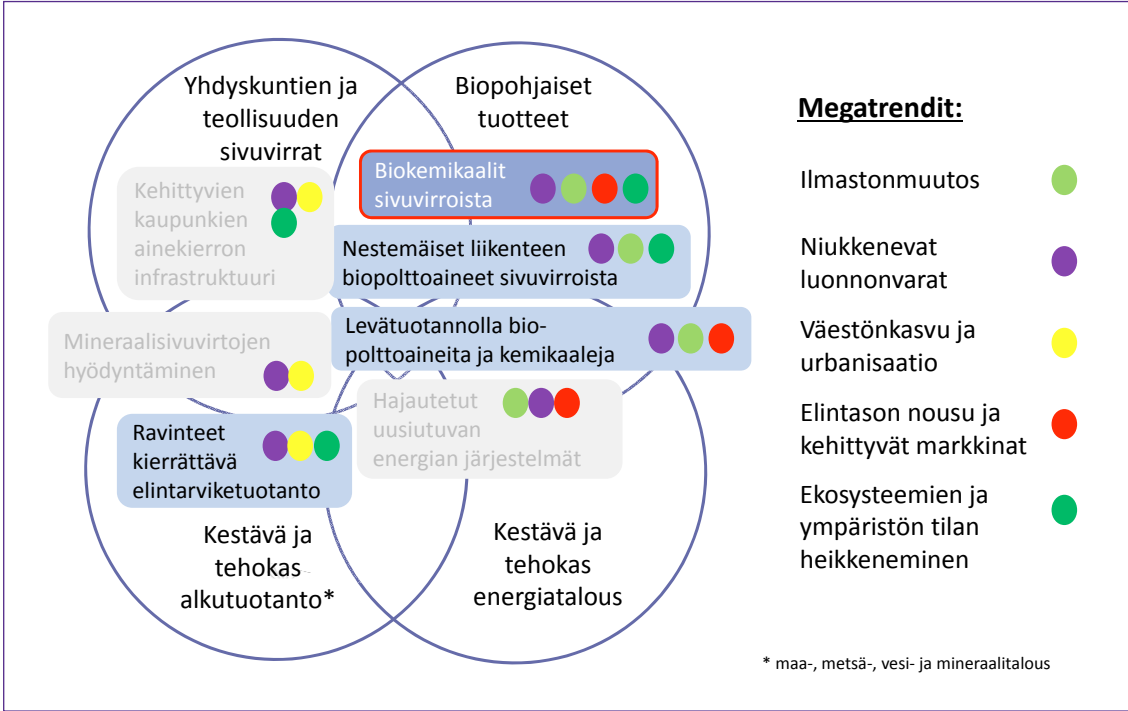 Yhdyskuntien ja
teollisuuden
sivuvirrat
Biopohjaiset
tuotteet
Kehittyvien
kaupunkien
ainekierron
infrastruktuuri
Biokemikaalit
sivuvirroista
Nestemäiset liikenteen
biopolttoaineet sivuvirroista
Mineraalisivuvirtojen
hyödyntäminen
Levätuotannolla bio-
polttoaineita ja kemikaaleja
Hajautetut
uusiutuvan
energian järjestelmät
Ravinteet
kierrättävä
elintarviketuotanto
Kestävä ja
tehokas
alkutuotanto*
Kestävä ja
tehokas
energiatalous
Megatrendit:
Ilmastonmuutos
Niukkenevat
luonnonvarat
Väestönkasvu ja
urbanisaatio
Elintason nousu ja
kehittyvät markkinat
Ekosysteemien ja
ympäristön tilan
heikkeneminen
* maa-, metsä-, vesi- ja mineraalitalous